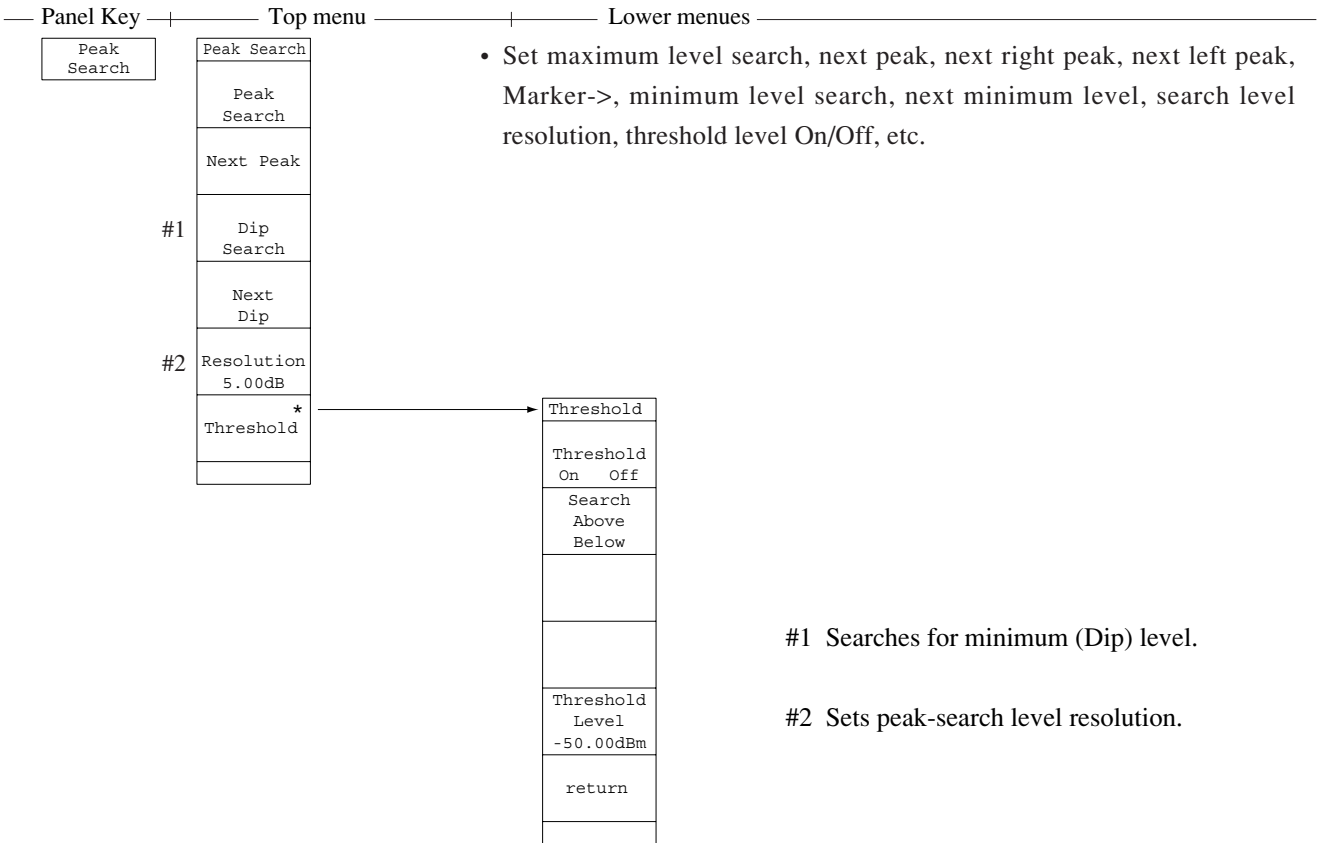 Panel Key Top menu Lower menues
Peak
Search
Peak Search
Peak
Search
Next Peak
#1 Dip
Search
Next
Dip
#2 Resolution
5.00dB
*
Threshold
• Set maximum level search, next peak, next right peak, next left peak,
Marker->, minimum level search, next minimum level, search level
resolution, threshold level On/Off, etc.
Threshold
Threshold
On Off
Search
Above
Below
Threshold
Level
-50.00dBm
return
#1 Searches for minimum (Dip) level.
#2 Sets peak-search level resolution.